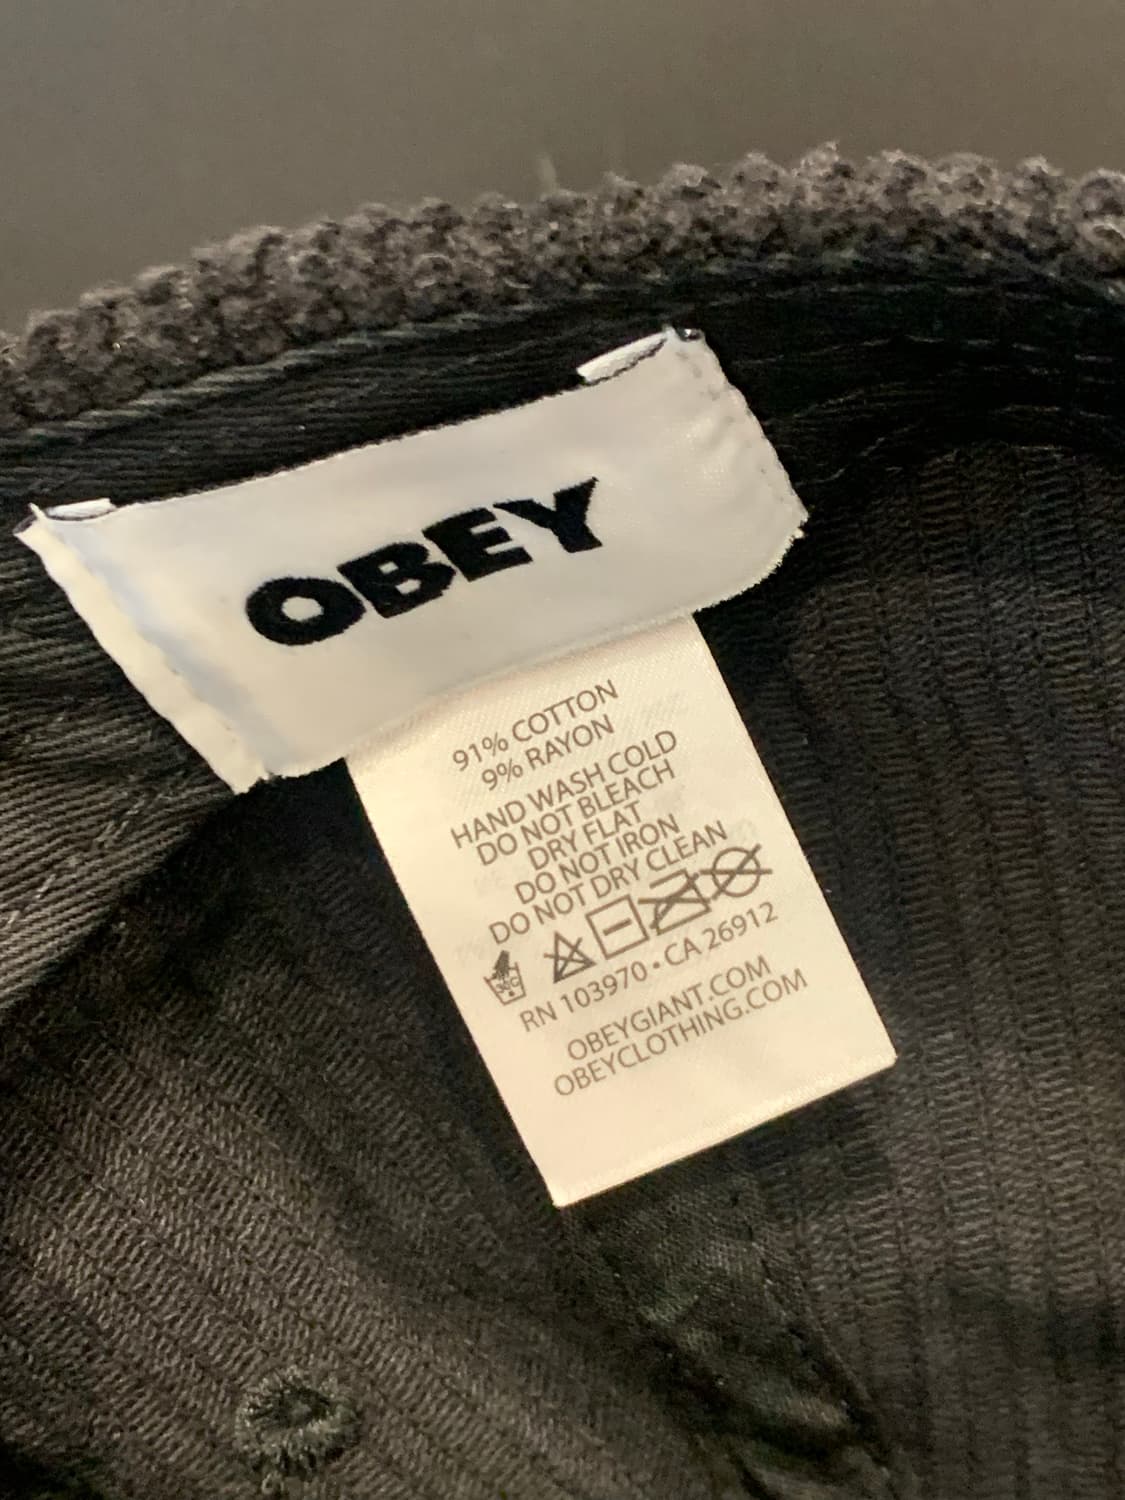 OBEY
91% COTTON
9% RAYON
HAND WASH COLD
DO NOT BLEACH
DRY FLAT
DO NOT IRON
DO NOT DRY CLEAN
30C
RN 103970 • CA 26912
OBEYGIANT.COM
OBEYCLOTHING.COM